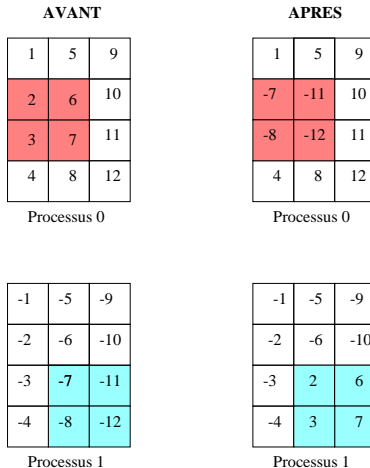 AVANT APRES
1 5 9 1 5 9
2 6 10 -7 -11 10
3 7 11 -8 -12 11
4 8 12 4 8 12
Processus 0 Processus 0
-1 -5 -9 -1 -5 -9
-2 -6 -10 -2 -6 -10
-3 -7 -11 -3 2 6
-4 -8 -12 -4 3 7
Processus 1 Processus 1